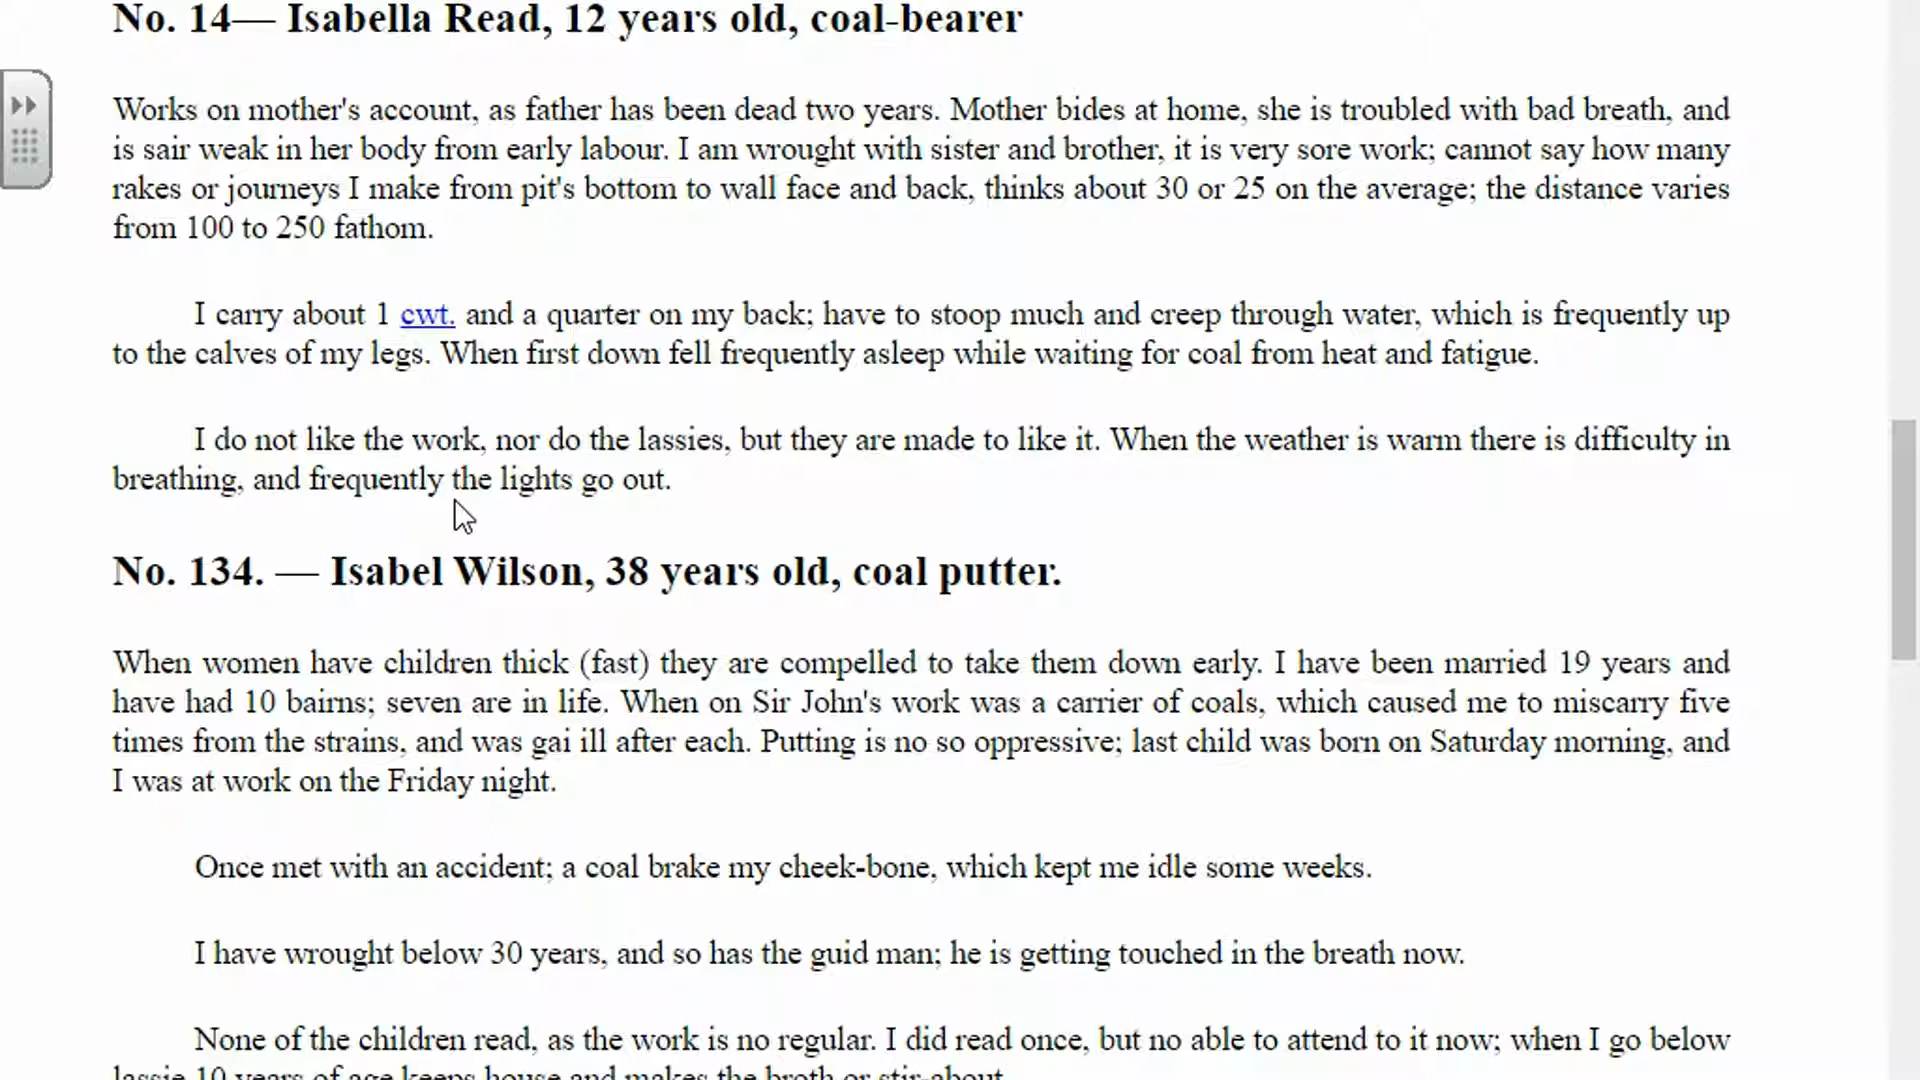 No. 14— Isabella Read, 12 years old, coal-bearer
Works on mother's account, as father has been dead two years. Mother bides at home, she is troubled with bad breath, and
is sair weak in her body from early labour. I am wrought with sister and brother, it is very sore work; cannot say how many
rakes or journeys I make from pit's bottom to wall face and back, thinks about 30 or 25 on the average; the distance varies
from 100 to 250 fathom.
I carry about 1 cwt. and a quarter on my back; have to stoop much and creep through water, which is frequently up
to the calves of my legs. When first down fell frequently asleep while waiting for coal from heat and fatigue.
I do not like the work, nor do the lassies, but they are made to like it. When the weather is warm there is difficulty in
breathing, and frequently the lights go out.
No. 134. — Isabel Wilson, 38 years old, coal putter.
When women have children thick (fast) they are compelled to take them down early. I have been married 19 years and
have had 10 bairns; seven are in life. When on Sir John's work was a carrier of coals, which caused me to miscarry five
times from the strains, and was gai ill after each. Putting is no so oppressive; last child was born on Saturday morning, and
I was at work on the Friday night.
Once met with an accident; a coal brake my cheek-bone, which kept me idle some weeks.
I have wrought below 30 years, and so has the guid man; he is getting touched in the breath now.
None of the children read, as the work is no regular. I did read once, but no able to attend to it now; when I go below
lassie 10 years of age keeps house and makes the broth or stir-about.